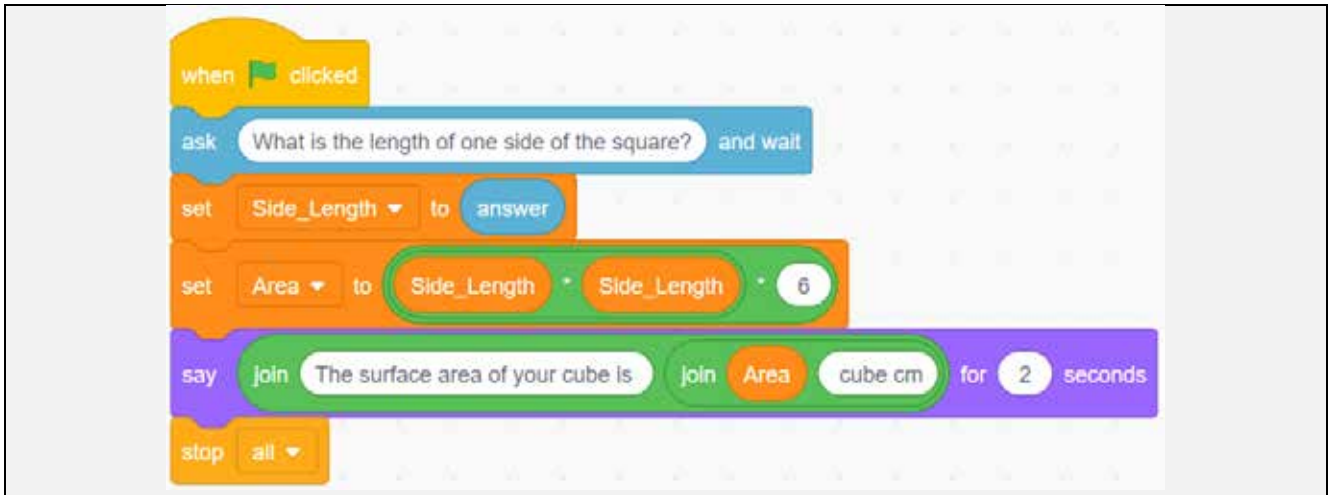 when clicked
ask What is the length of one side of the square? and wait
set Side_Length to answer
set Area to Side_Length * Side_Length * 6
say join The surface area of your cube is join Area cube cm for 2 seconds
stop all